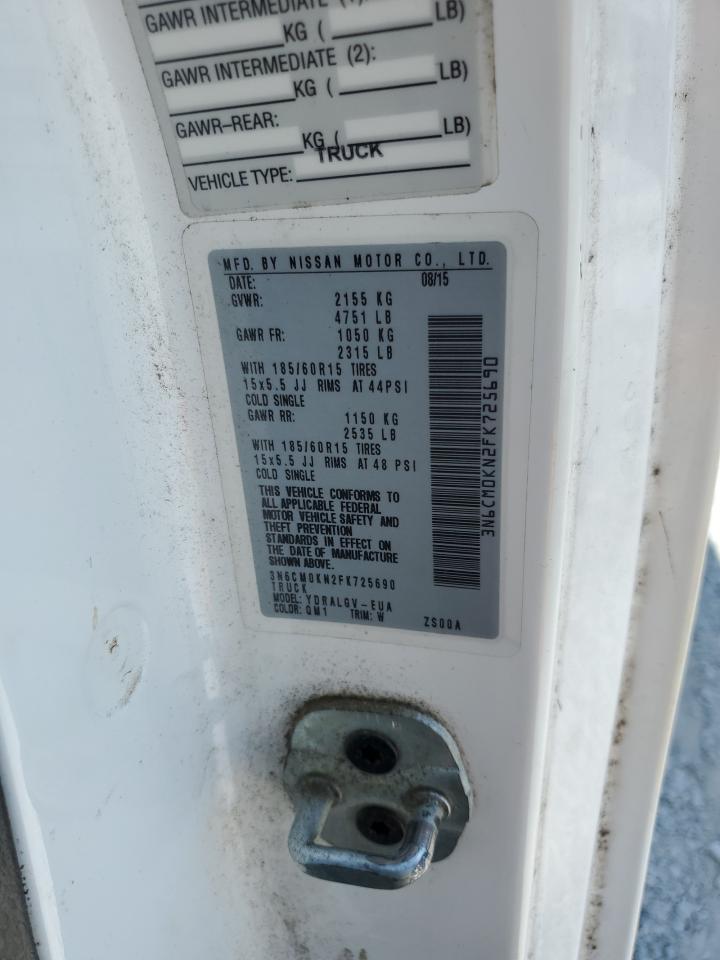 GAWR INTERMEDIATE (1):
KG ( LB)
GAWR INTERMEDIATE (2):
KG ( LB)
GAWR-REAR:
KG ( LB)
VEHICLE TYPE: TRUCK
MFD. BY NISSAN MOTOR CO., LTD.
DATE: 08/15
GVWR: 2155 KG
4751 LB
GAWR FR: 1050 KG
2315 LB
WITH 185/60R15 TIRES
15x5.5 JJ RIMS AT 44PSI
COLD SINGLE
GAWR RR: 1150 KG
2535 LB
WITH 185/60R15 TIRES
15x5.5 JJ RIMS AT 48 PSI
COLD SINGLE
THIS VEHICLE CONFORMS TO
ALL APPLICABLE FEDERAL
MOTOR VEHICLE SAFETY AND
THEFT PREVENTION
STANDARDS IN EFFECT ON
THE DATE OF MANUFACTURE
SHOWN ABOVE.
3N6CM0KN2FK725690
TRUCK
MODEL: YDRALGV-EUA
COLOR: QM1 TRIM: W ZS00A
3N6CM0KN2FK725690